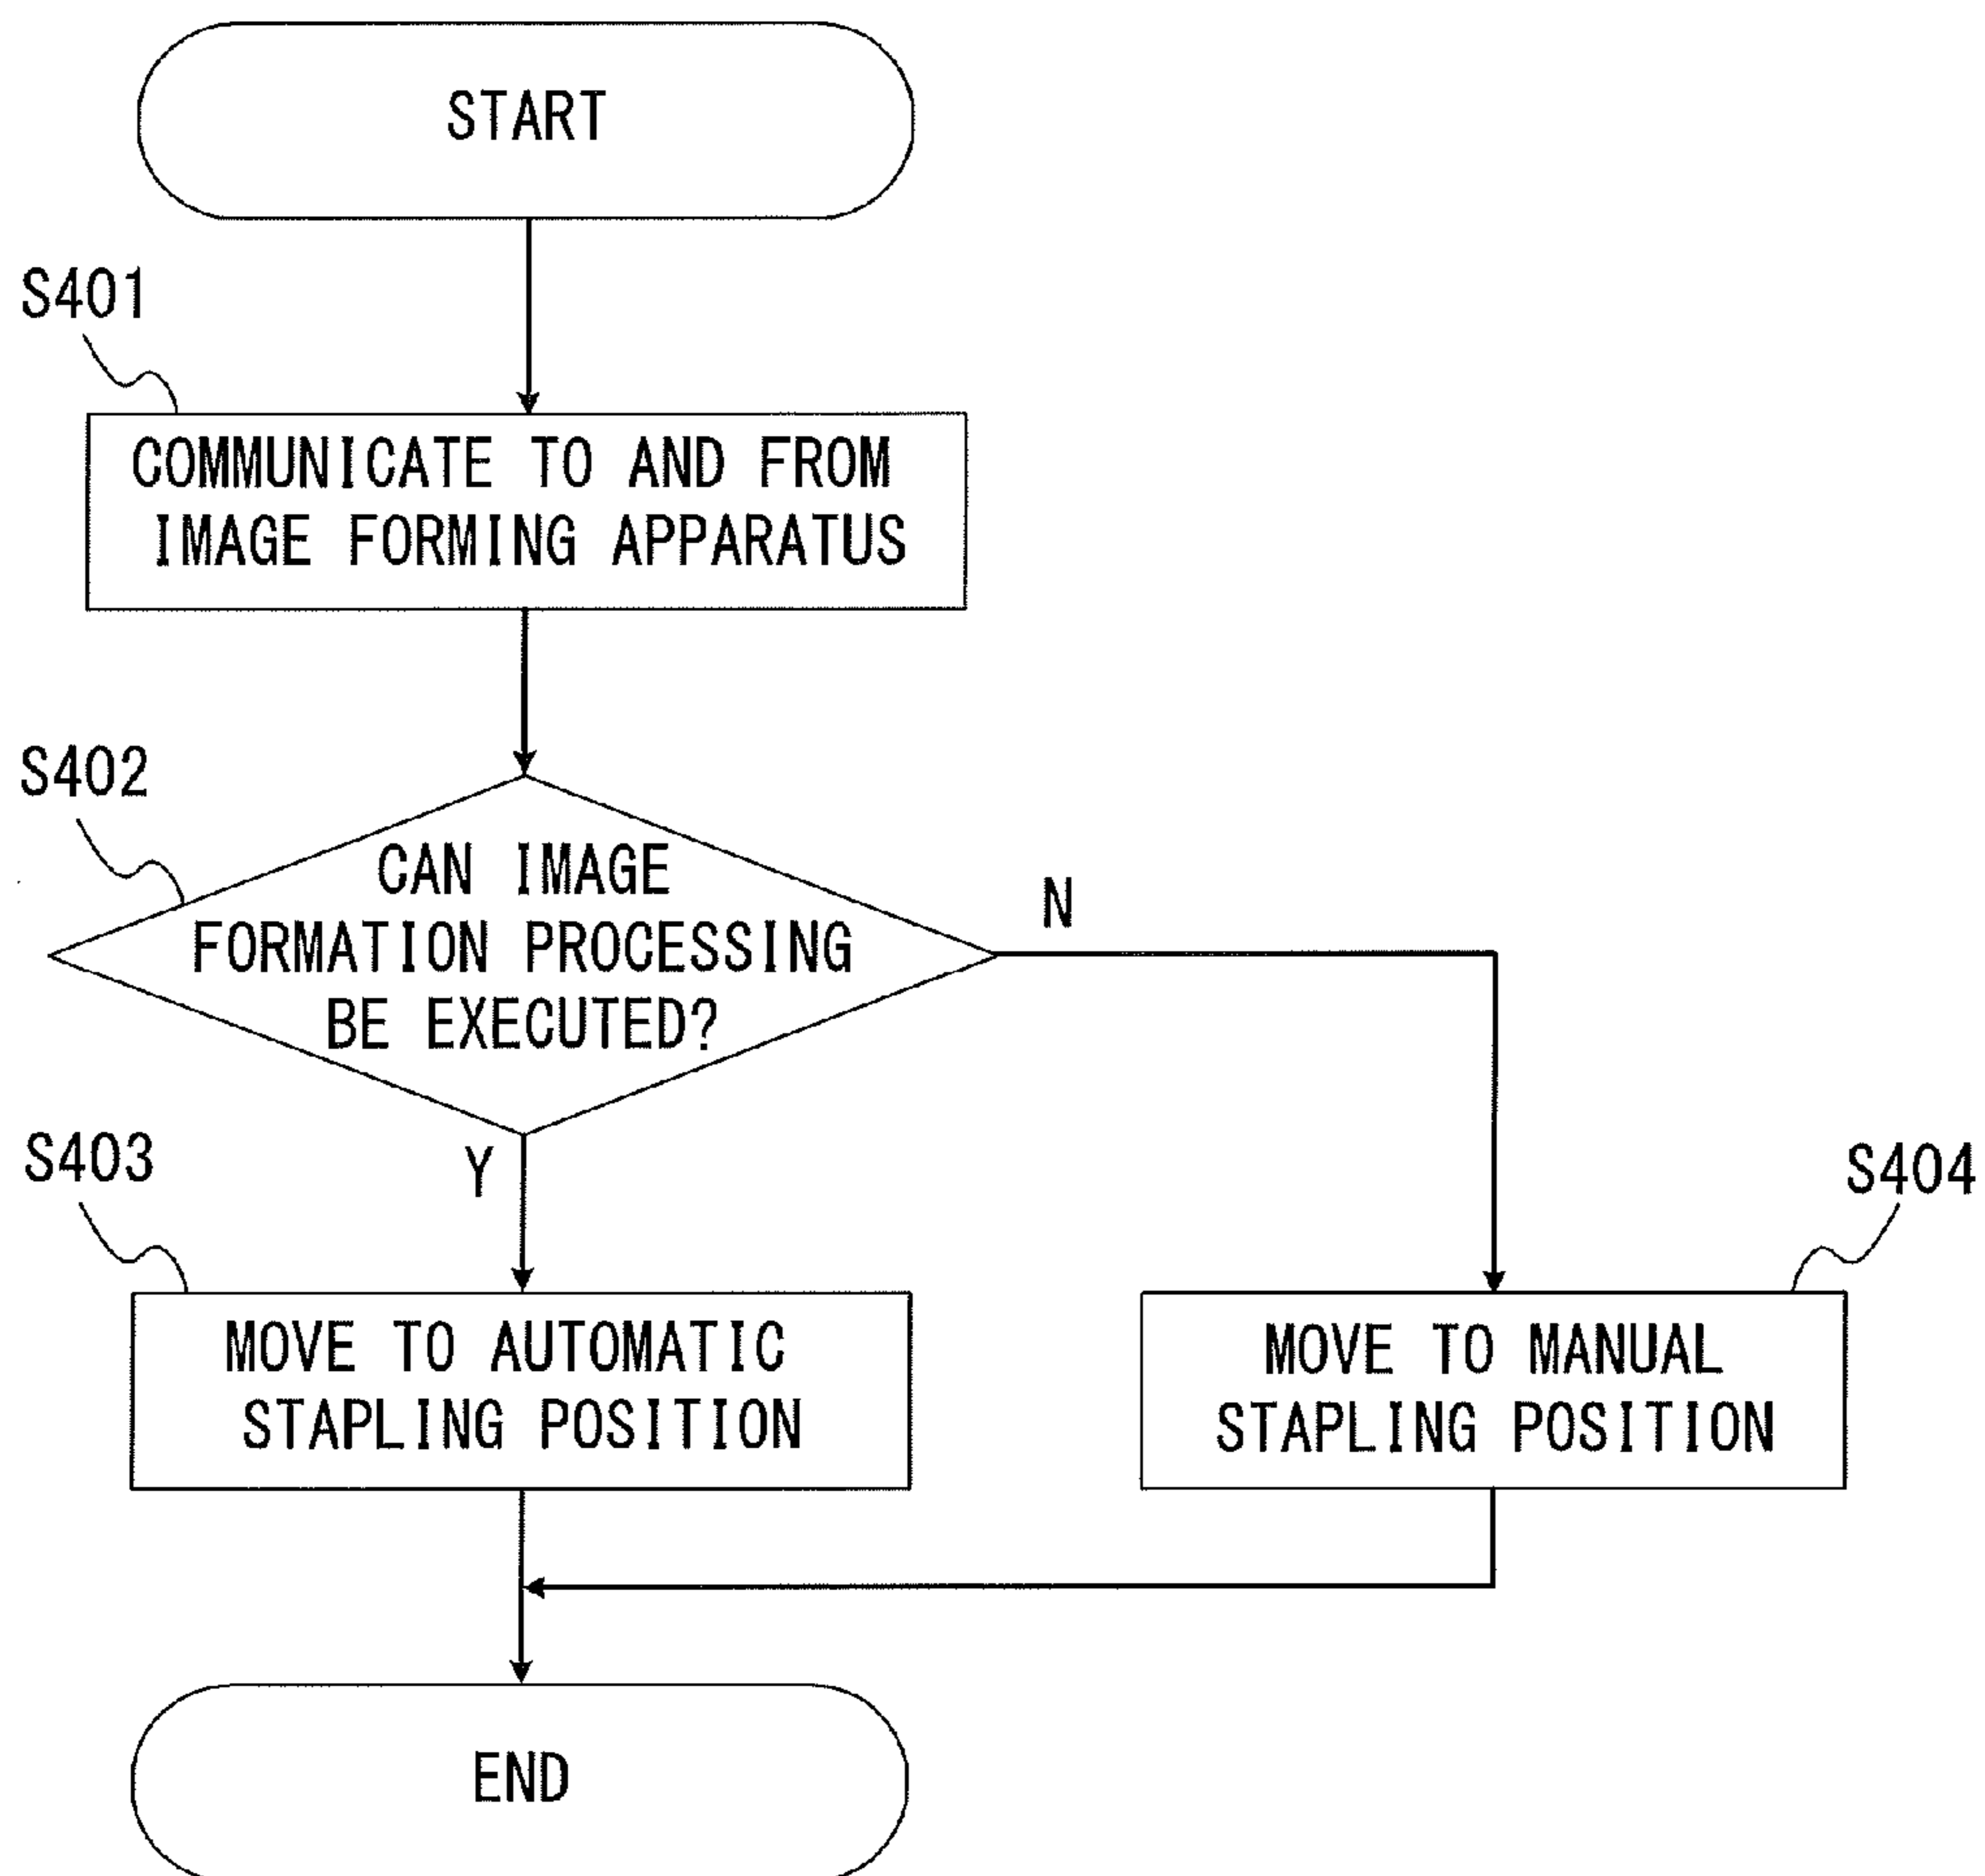 START
S401
COMMUNICATE TO AND FROM
IMAGE FORMING APPARATUS
S402
CAN IMAGE
FORMATION PROCESSING
BE EXECUTED?
N
Y
S403
MOVE TO AUTOMATIC
STAPLING POSITION
S404
MOVE TO MANUAL
STAPLING POSITION
END